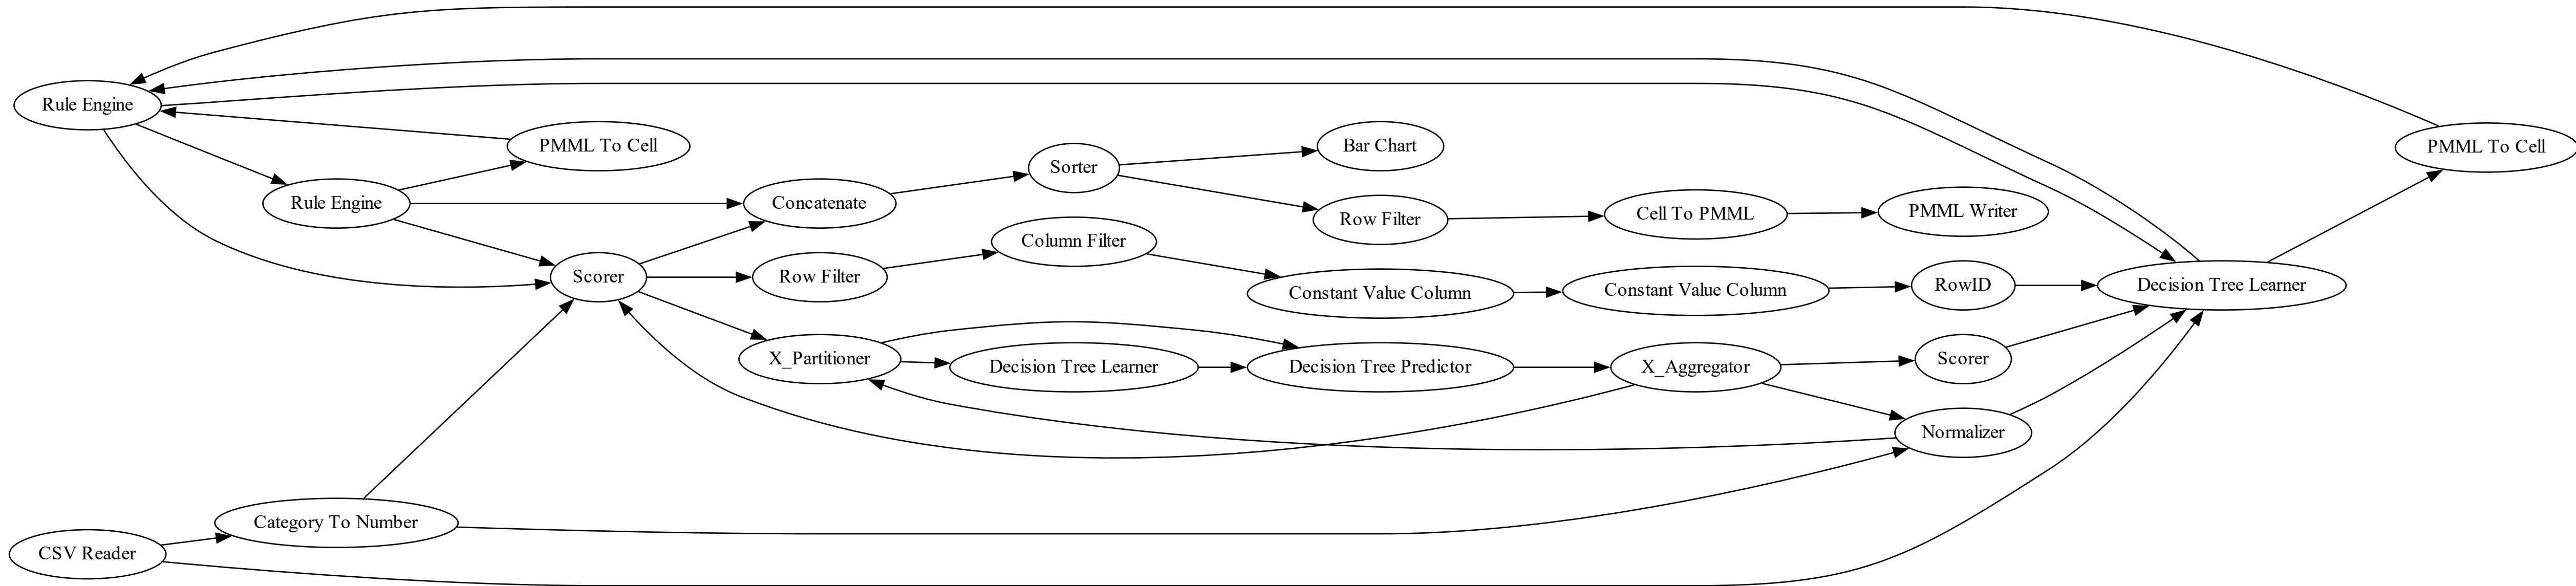 Rule Engine
PMML To Cell
Bar Chart
PMML To Cell
Sorter
Rule Engine
Concatenate
Row Filter
Cell To PMML
PMML Writer
Column Filter
Scorer
Row Filter
Constant Value Column
Constant Value Column
RowID
Decision Tree Learner
X_Partitioner
Decision Tree Learner
Decision Tree Predictor
X_Aggregator
Scorer
Normalizer
Category To Number
CSV Reader